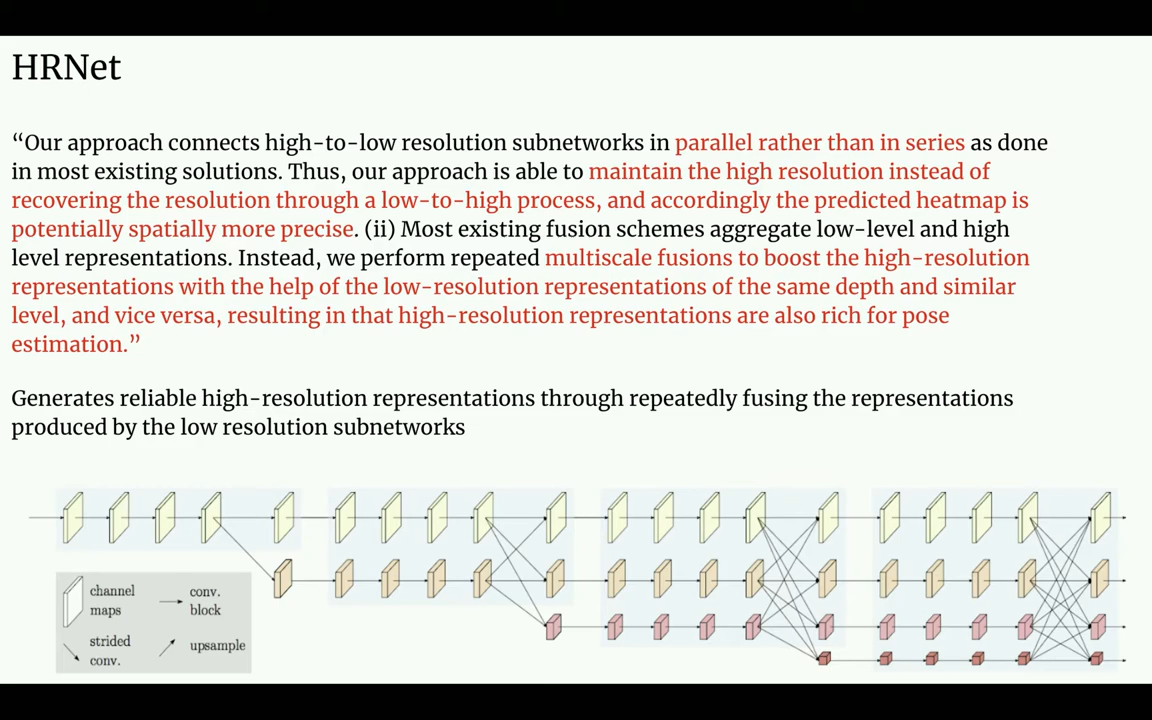 HRNet
“Our approach connects high-to-low resolution subnetworks in parallel rather than in series as done
in most existing solutions. Thus, our approach is able to maintain the high resolution instead of
recovering the resolution through a low-to-high process, and accordingly the predicted heatmap is
potentially spatially more precise. (ii) Most existing fusion schemes aggregate low-level and high
level representations. Instead, we perform repeated multiscale fusions to boost the high-resolution
representations with the help of the low-resolution representations of the same depth and similar
level, and vice versa, resulting in that high-resolution representations are also rich for pose
estimation.”
Generates reliable high-resolution representations through repeatedly fusing the representations
produced by the low resolution subnetworks
channel
maps
conv.
block
strided
conv.
upsample